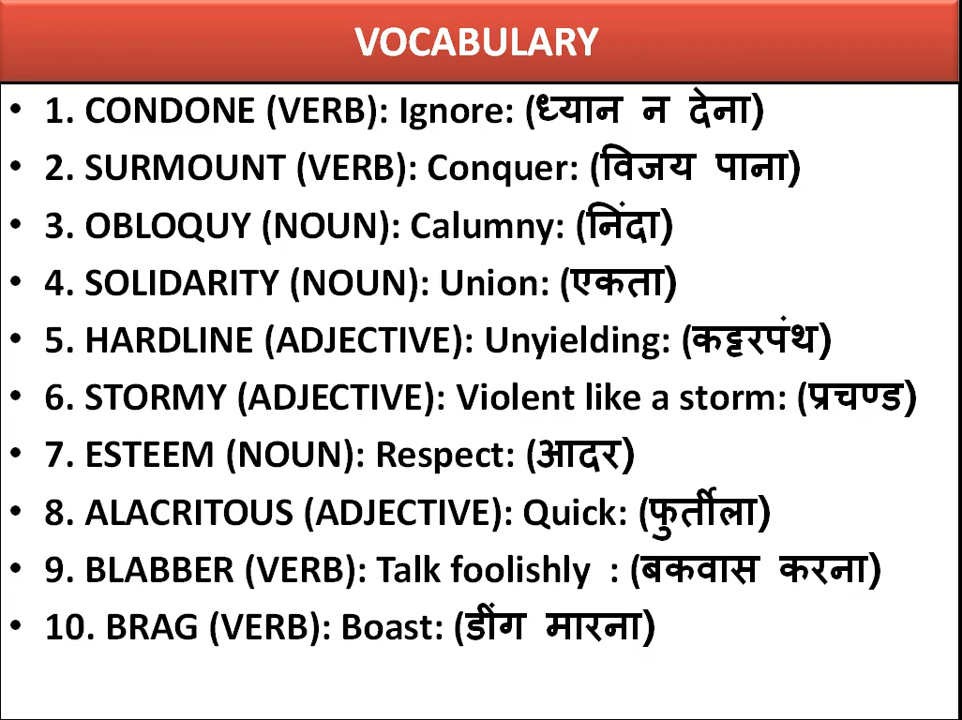 VOCABULARY
• 1. CONDONE (VERB): Ignore: (ध्यान न देना)
• 2. SURMOUNT (VERB): Conquer: (विजय पाना)
• 3. OBLOQUY (NOUN): Calumny: (निंदा)
• 4. SOLIDARITY (NOUN): Union: (एकता)
• 5. HARDLINE (ADJECTIVE): Unyielding: (कट्टरपंथ)
• 6. STORMY (ADJECTIVE): Violent like a storm: (प्रचण्ड)
• 7. ESTEEM (NOUN): Respect: (आदर)
• 8. ALACRITOUS (ADJECTIVE): Quick: (फुर्तीला)
• 9. BLABBER (VERB): Talk foolishly : (बकवास करना)
• 10. BRAG (VERB): Boast: (डींग मारना)